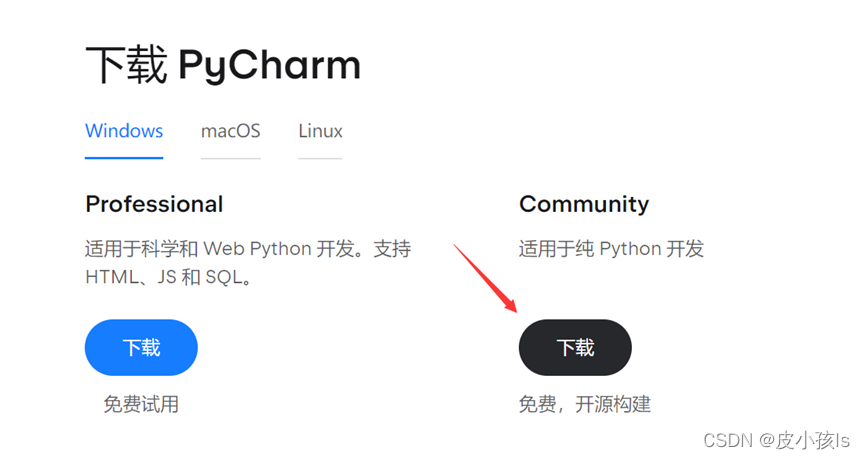 下载 PyCharm
Windows macOS Linux
Professional
适用于科学和 Web Python 开发。支持
HTML、JS 和 SQL。
下载
免费试用
Community
适用于纯 Python 开发
下载
免费，开源构建
CSDN @皮小孩ls